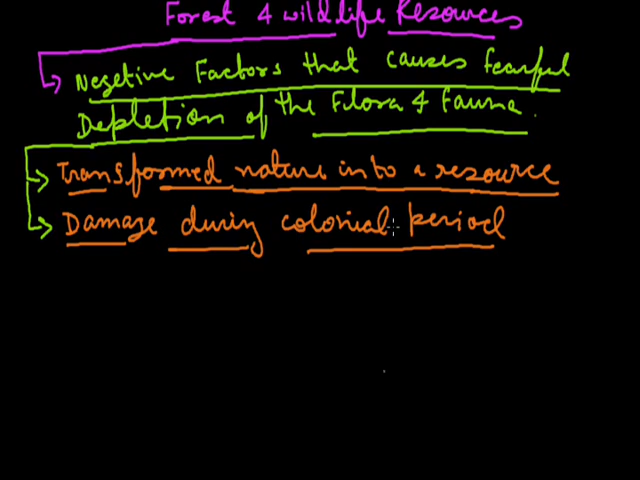 Forest & wildlife Resources
Negetive Factors that causes fearful
Depletion of the Flora & Fauna.
Transformed nature into a resource
Damage during colonial period